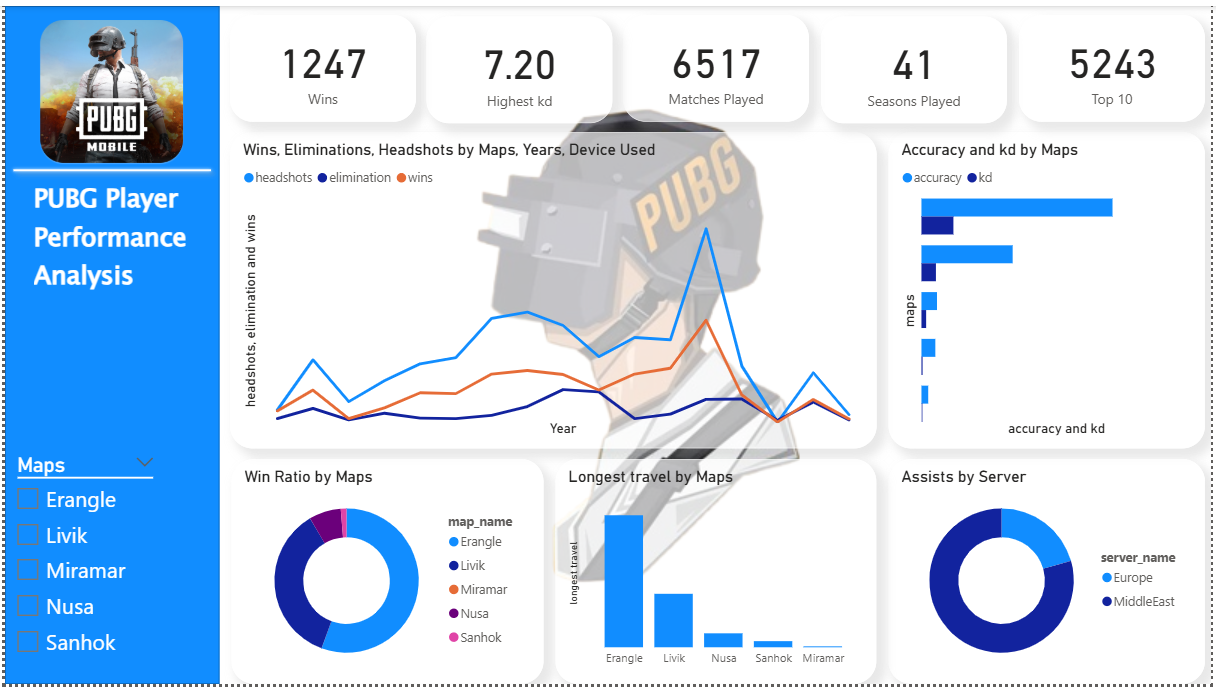 PUBG
MOBILE
PUBG Player
Performance
Analysis
Maps
Erangle
Livik
Miramar
Nusa
Sanhok
1247
Wins
7.20
Highest kd
6517
Matches Played
41
Seasons Played
5243
Top 10
Wins, Eliminations, Headshots by Maps, Years, Device Used
headshots elimination wins
headshots, elimination and wins
Year
PUBG
Accuracy and kd by Maps
accuracy kd
maps
accuracy and kd
Win Ratio by Maps
map_name
Erangle
Livik
Miramar
Nusa
Sanhok
Longest travel by Maps
longest travel
Erangle Livik Nusa Sanhok Miramar
Assists by Server
server_name
Europe
MiddleEast